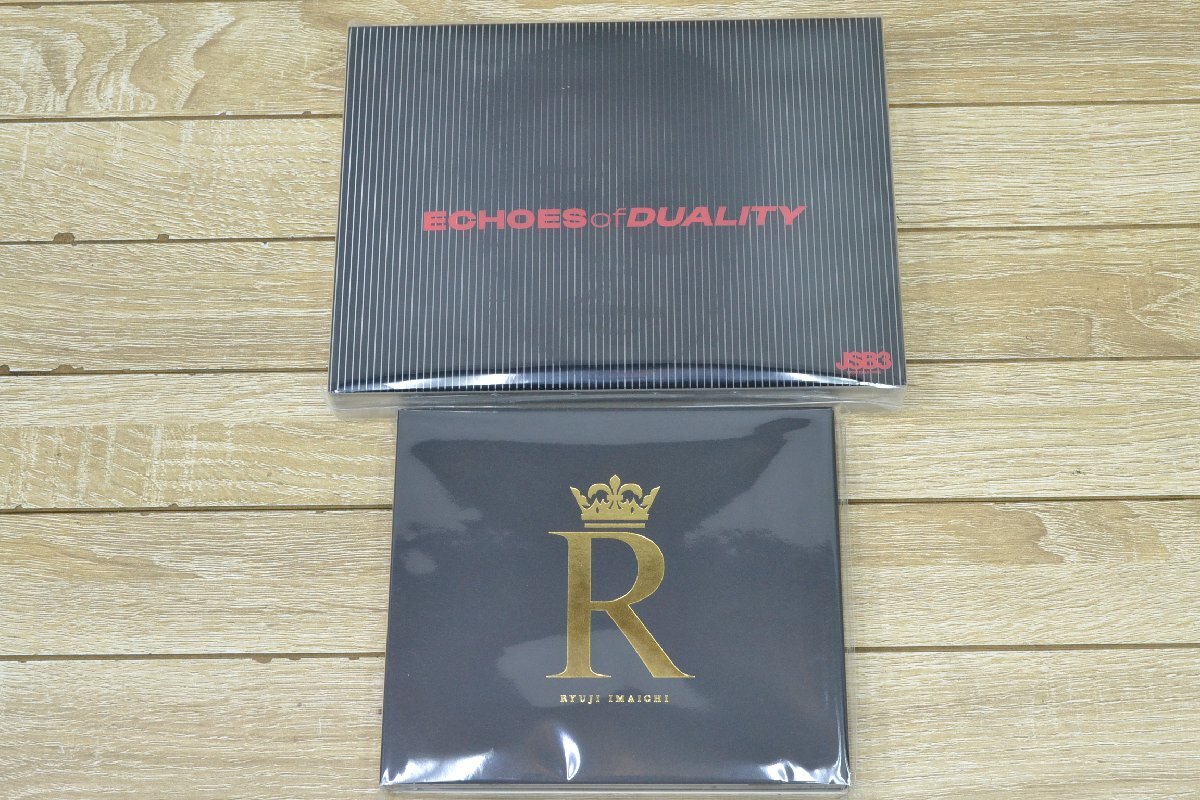 ECHOES of DUALITY
JSB3
R
RYUJI IMAICHI